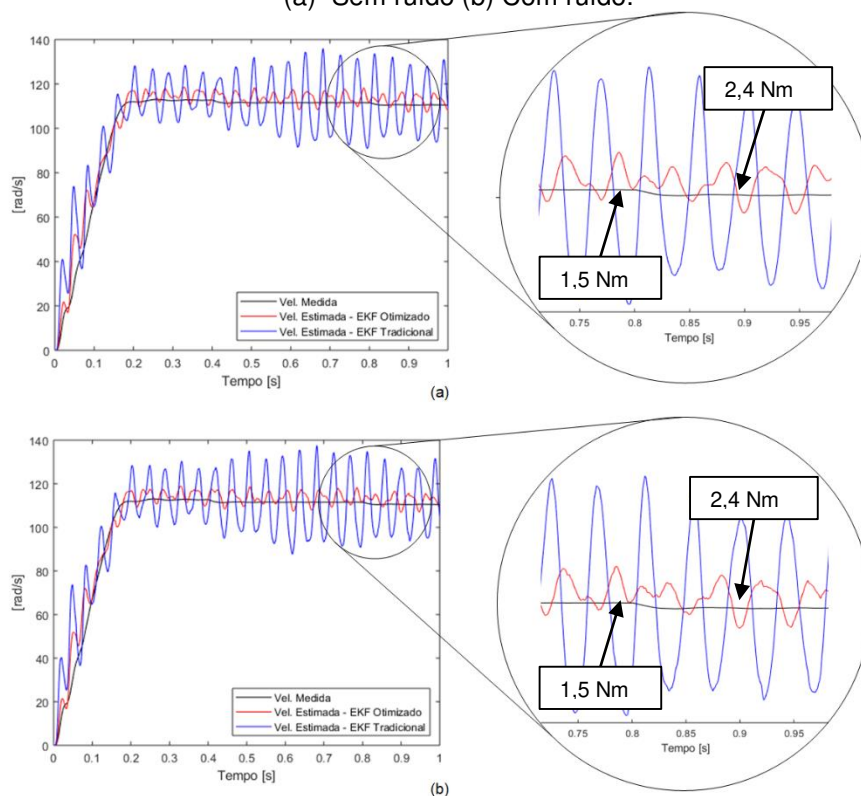 (a)  Sem ruído (b) Com ruído.
140
120
100
80
60
40
20
0
[rad/s]
0 0.1 0.2 0.3 0.4 0.5 0.6 0.7 0.8 0.9 1
Tempo [s]
Vel. Medida
Vel. Estimada - EKF Otimizado
Vel. Estimada - EKF Tradicional
2,4 Nm
1,5 Nm
0.75 0.8 0.85 0.9 0.95
Tempo [s]
(a)
140
120
100
80
60
40
20
0
[rad/s]
0 0.1 0.2 0.3 0.4 0.5 0.6 0.7 0.8 0.9 1
Tempo [s]
Vel. Medida
Vel. Estimada - EKF Otimizado
Vel. Estimada - EKF Tradicional
2,4 Nm
1,5 Nm
0.75 0.8 0.85 0.9 0.95
Tempo [s]
(b)